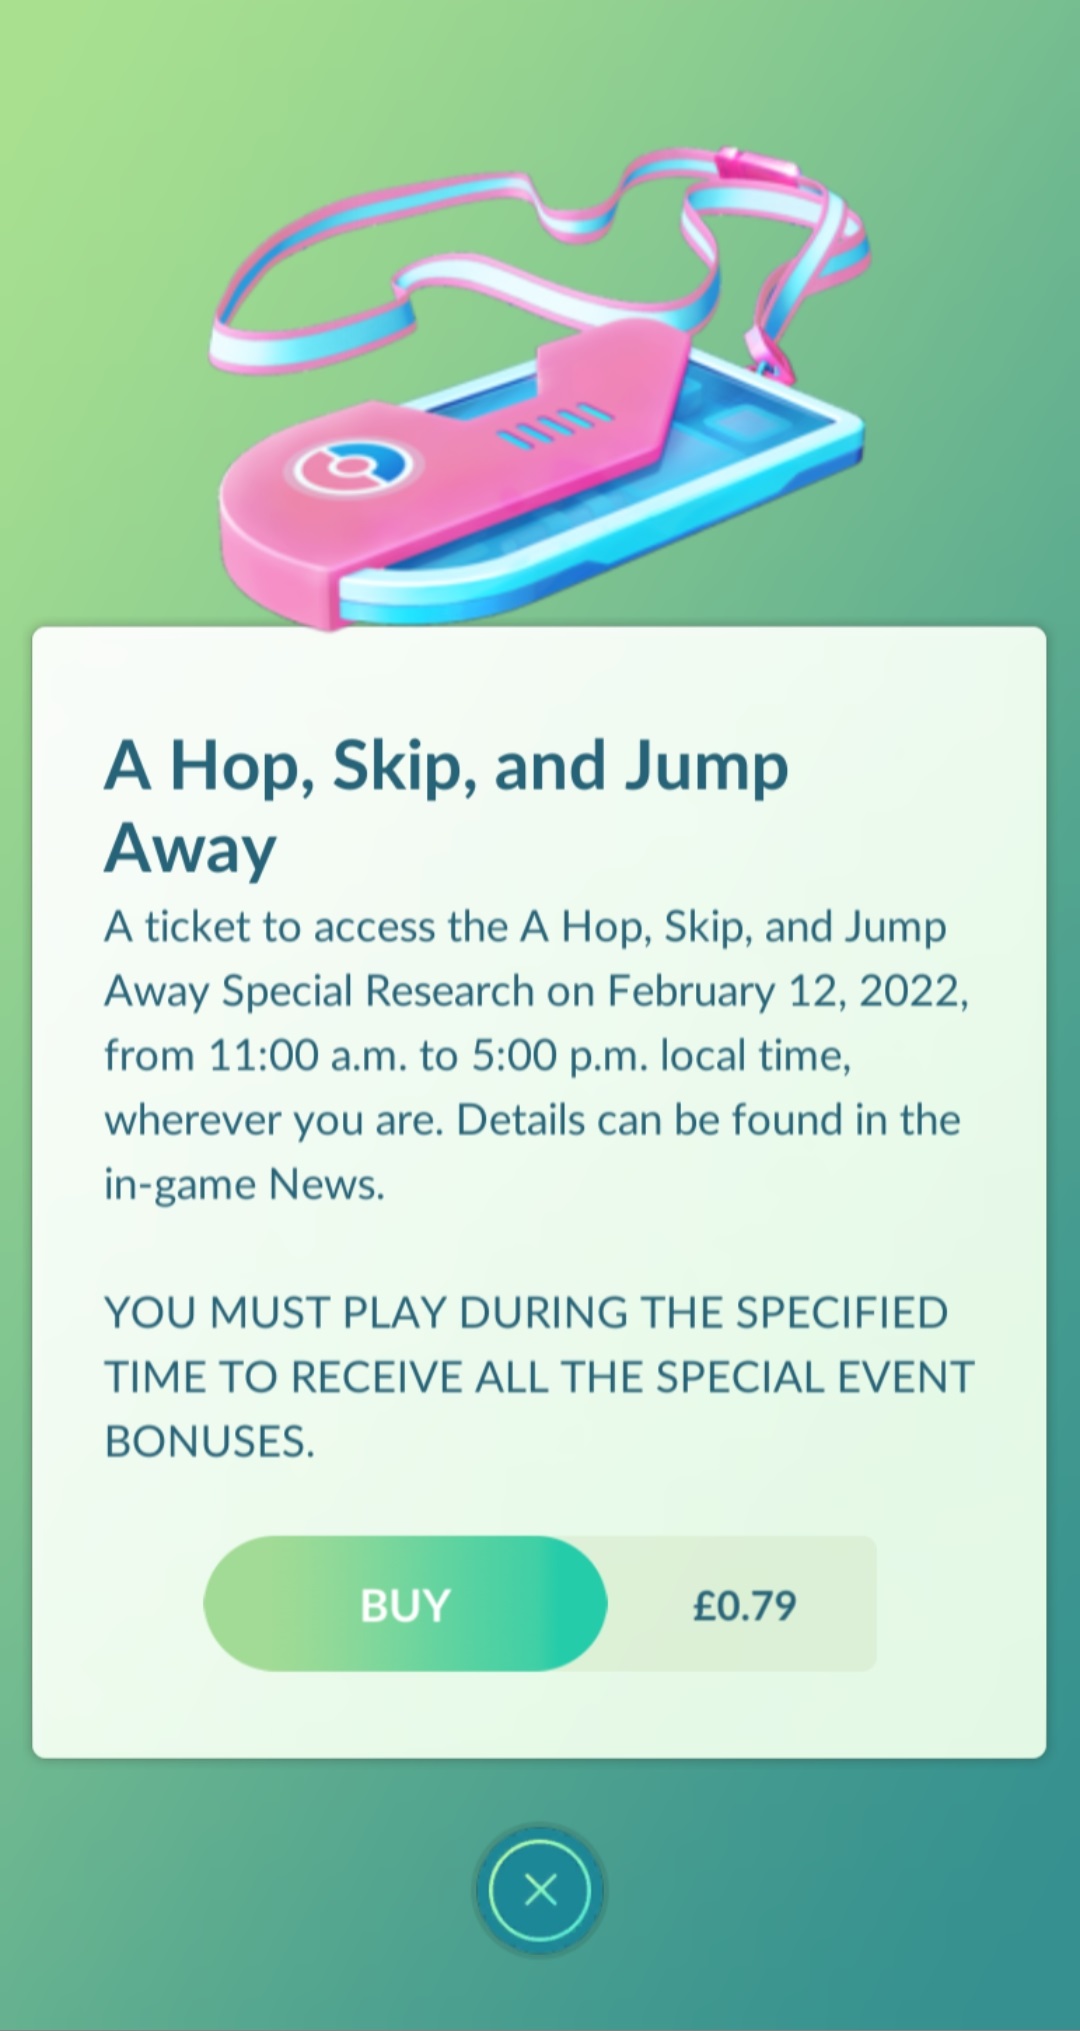 A Hop, Skip, and Jump
Away
A ticket to access the A Hop, Skip, and Jump
Away Special Research on February 12, 2022,
from 11:00 a.m. to 5:00 p.m. local time,
wherever you are. Details can be found in the
in-game News.
YOU MUST PLAY DURING THE SPECIFIED
TIME TO RECEIVE ALL THE SPECIAL EVENT
BONUSES.
BUY £0.79